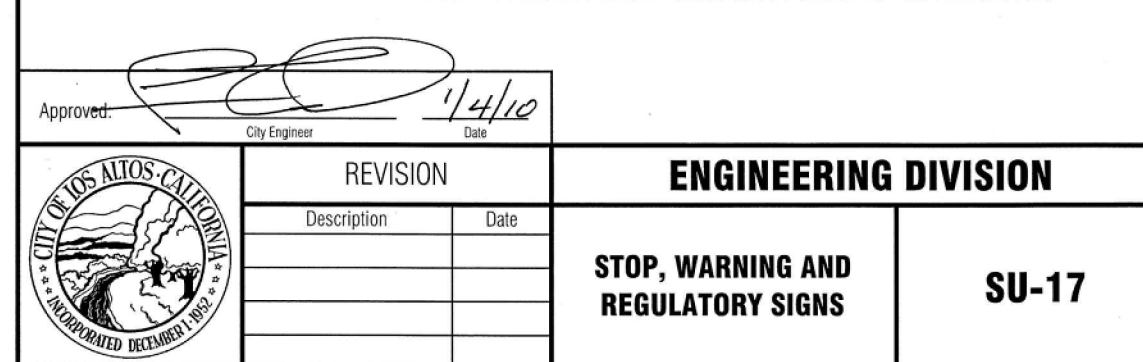 Approved:
1/4/10
City Engineer
Date
CITY OF LOS ALTOS · CALIFORNIA
INCORPORATED DECEMBER 1 · 1952
REVISION
ENGINEERING DIVISION
Description Date
STOP, WARNING AND
REGULATORY SIGNS
SU-17